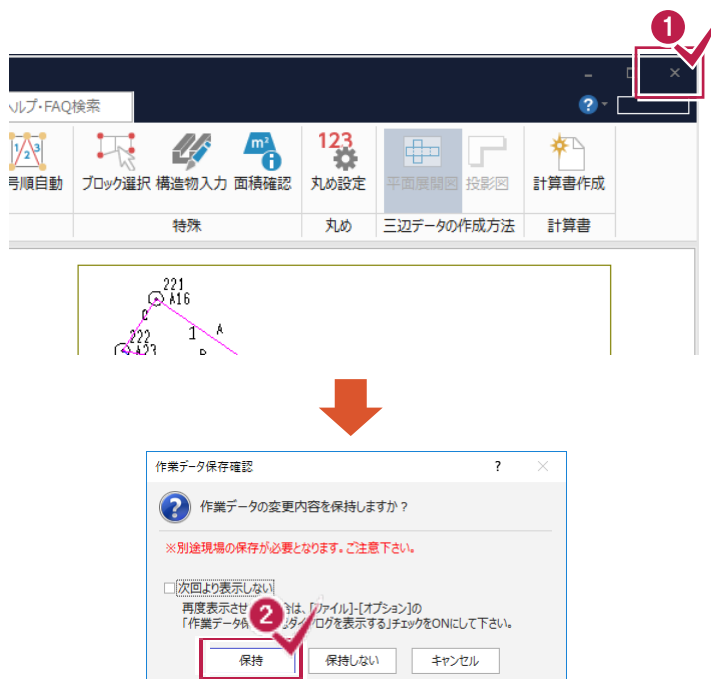 1
ヘルプ・FAQ検索
?
123
m²
i
123
号順自動
ブロック選択
構造物入力
面積確認
丸め設定
平面展開図
投影図
計算書作成
特殊
丸め
三辺データの作成方法
計算書
221
A16
C
222
1
A
A23
作業データ保存確認
?
作業データの変更内容を保持しますか？
※別途現場の保存が必要となります。ご注意下さい。
次回より表示しない
再度表示させ
は、[ファイル]-[オプション]の
「作業データ保
ダイアログを表示する」チェックをONにして下さい。
2
保持
保持しない
キャンセル